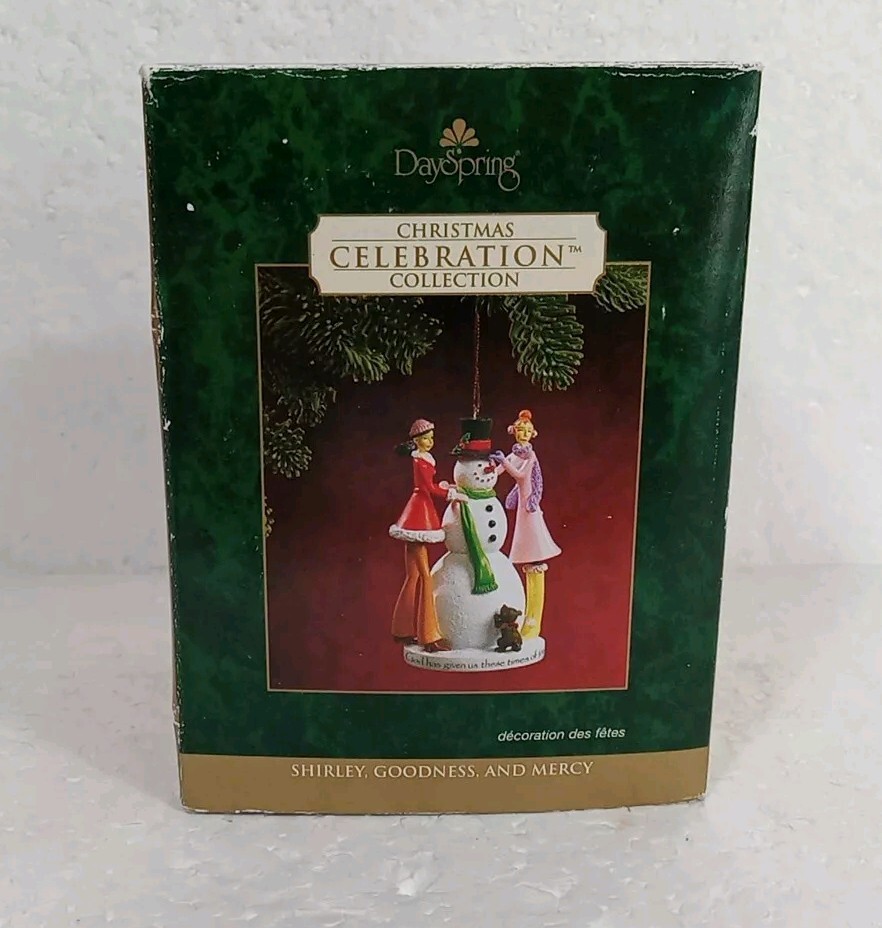 DaySpring®
CHRISTMAS
CELEBRATION™
COLLECTION
God has given us these times of
décoration des fêtes
SHIRLEY, GOODNESS, AND MERCY